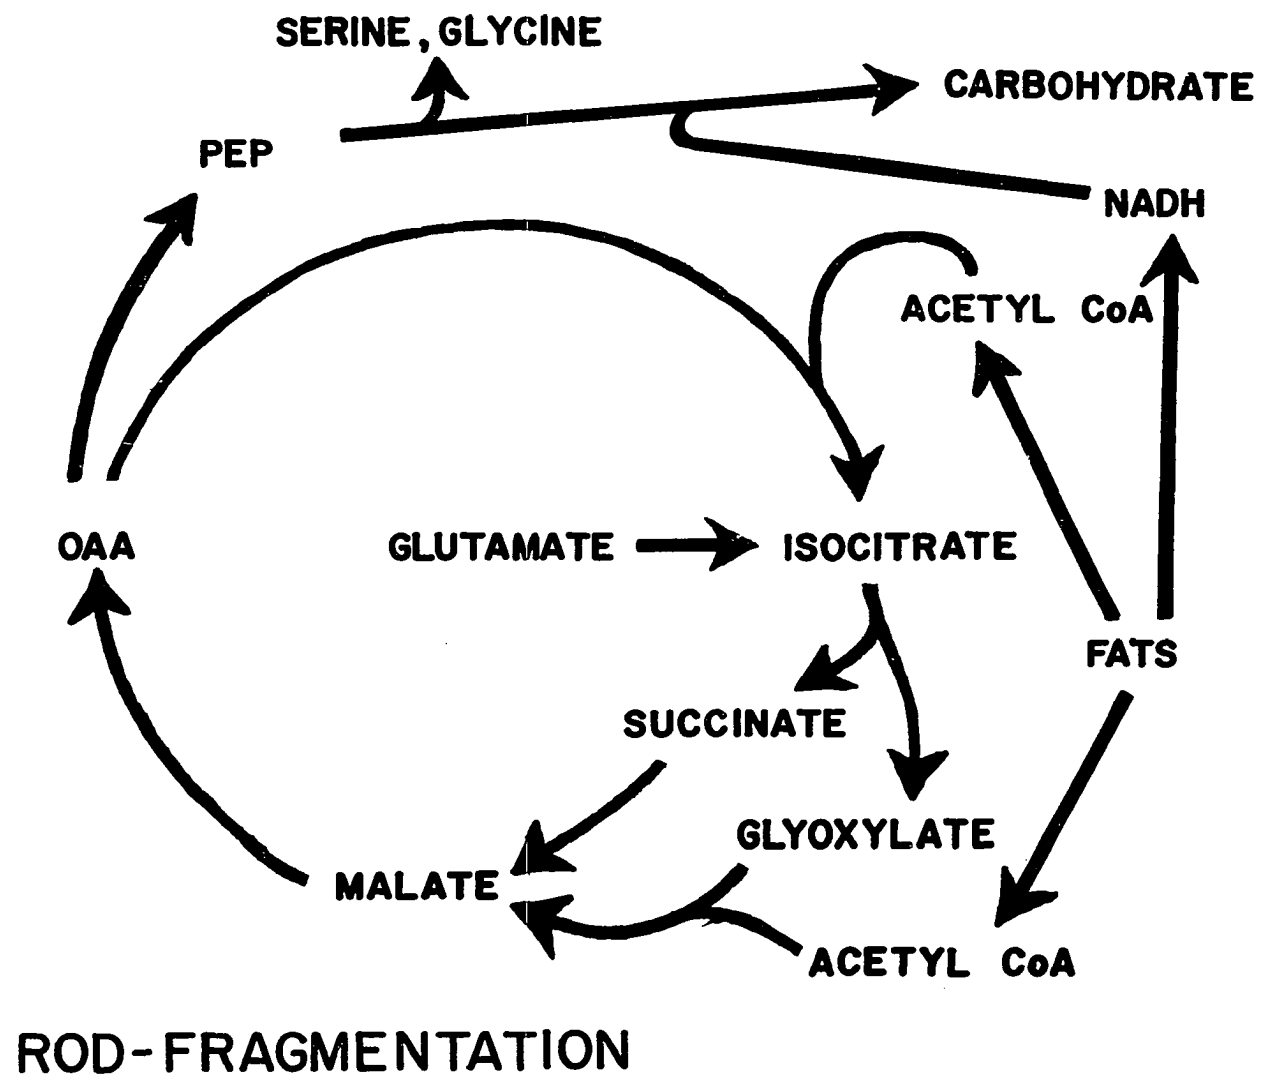 SERINE, GLYCINE
CARBOHYDRATE
PEP
NADH
ACETYL CoA
OAA
GLUTAMATE
ISOCITRATE
FATS
SUCCINATE
GLYOXYLATE
MALATE
ACETYL CoA
ROD-FRAGMENTATION